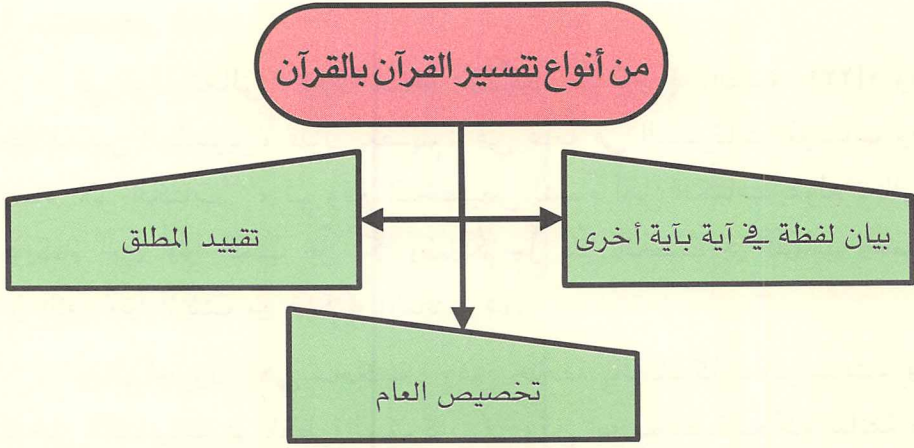 من أنواع تفسير القرآن بالقرآن
بيان لفظة في آية بآية أخرى
تقييد المطلق
تخصيص العام